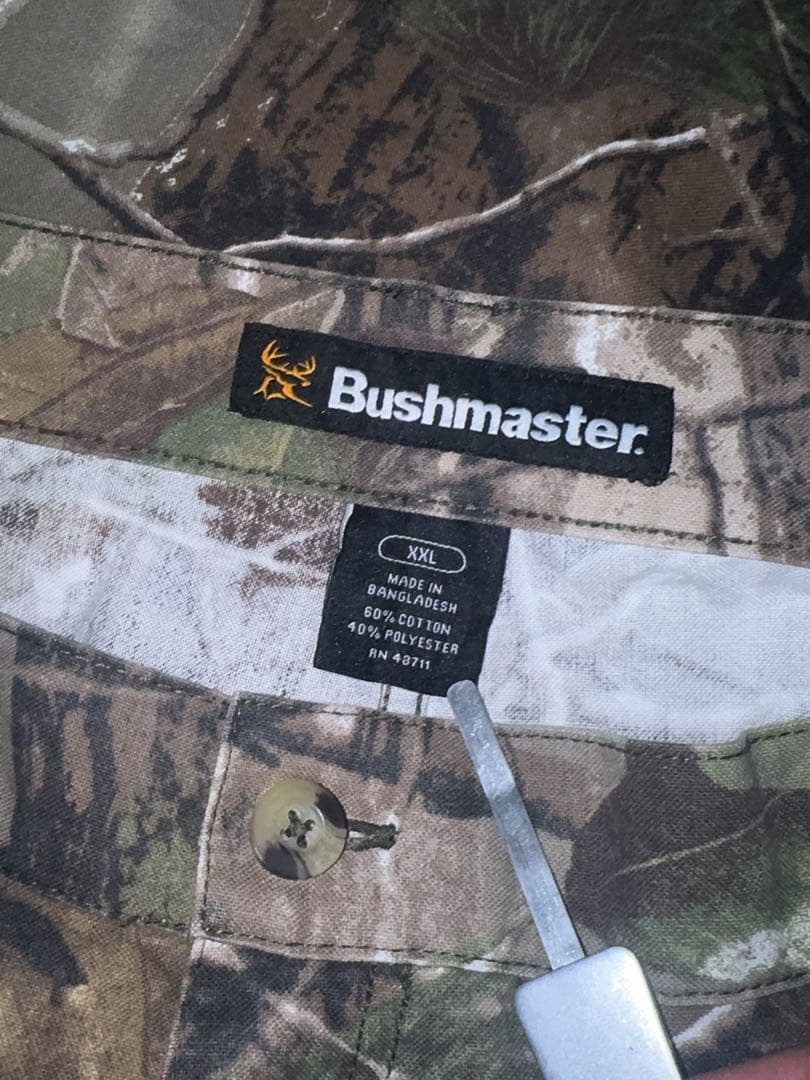 Bushmaster.
XXL
MADE IN
BANGLADESH
60% COTTON
40% POLYESTER
RN 48711